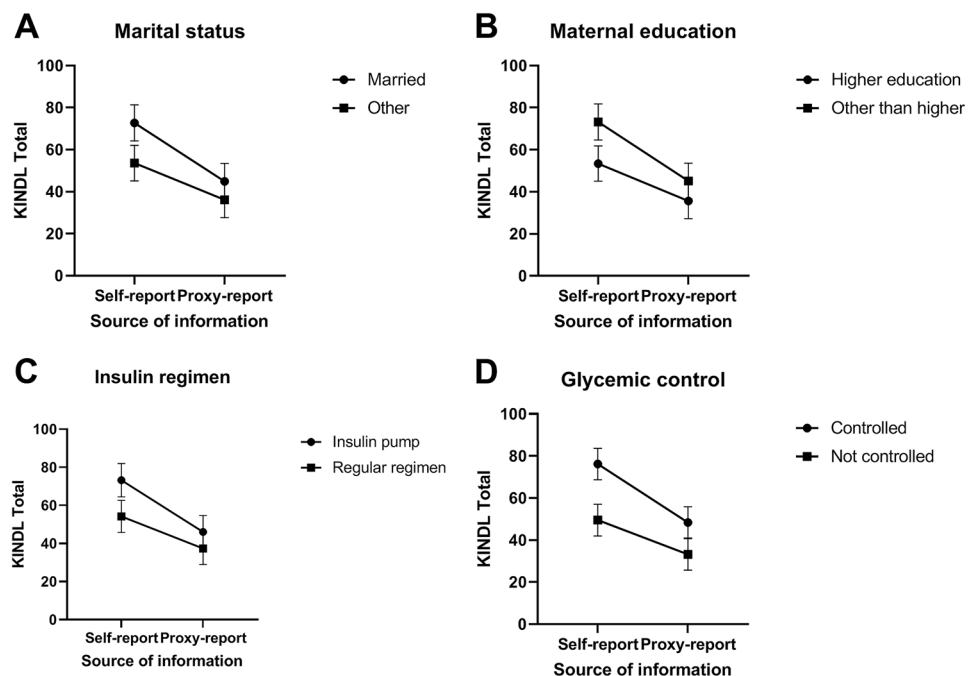 A
Marital status
100
80
60
40
20
0
KINDL Total
Self-report Proxy-report
Source of information
Married
Other
B
Maternal education
100
80
60
40
20
0
KINDL Total
Self-report Proxy-report
Source of information
Higher education
Other than higher
C
Insulin regimen
100
80
60
40
20
0
KINDL Total
Self-report Proxy-report
Source of information
Insulin pump
Regular regimen
D
Glycemic control
100
80
60
40
20
0
KINDL Total
Self-report Proxy-report
Source of information
Controlled
Not controlled